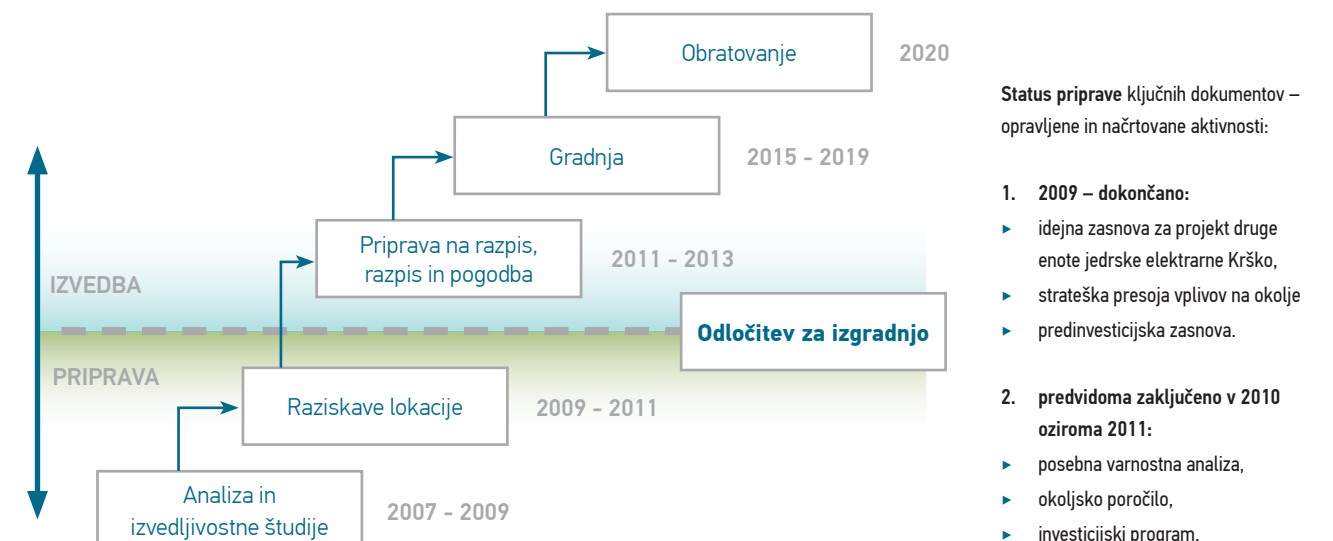 Obratovanje
2020
Gradnja
2015 - 2019
Priprava na razpis,
razpis in pogodba
2011 - 2013
IZVEDBA
Odločitev za izgradnjo
PRIPRAVA
Raziskave lokacije
2009 - 2011
Analiza in
izvedljivostne študije
2007 - 2009
Status priprave ključnih dokumentov –
opravljene in načrtovane aktivnosti:
1. 2009 – dokončano:
▸ idejna zasnova za projekt druge
enote jedrske elektrarne Krško,
▸ strateška presoja vplivov na okolje
▸ predinvesticijska zasnova.
2. predvidoma zaključeno v 2010
oziroma 2011:
▸ posebna varnostna analiza,
▸ okoljsko poročilo,
▸ investicijski program.